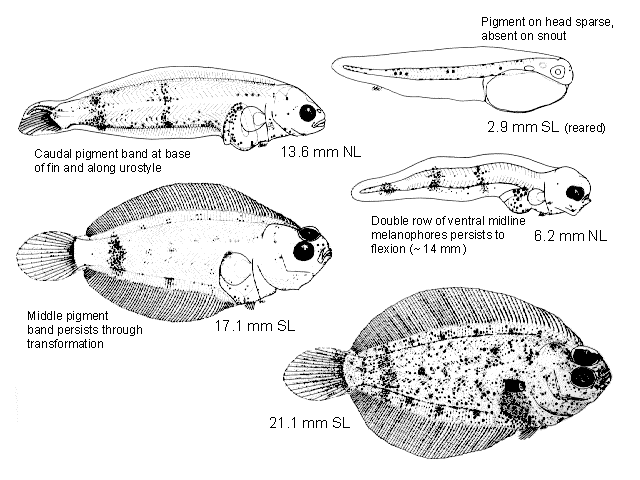 Pigment on head sparse,
absent on snout
2.9 mm SL (reared)
13.6 mm NL
Caudal pigment band at base
of fin and along urostyle
Double row of ventral midline
melanophores persists to
flexion (~ 14 mm)
6.2 mm NL
17.1 mm SL
Middle pigment
band persists through
transformation
21.1 mm SL